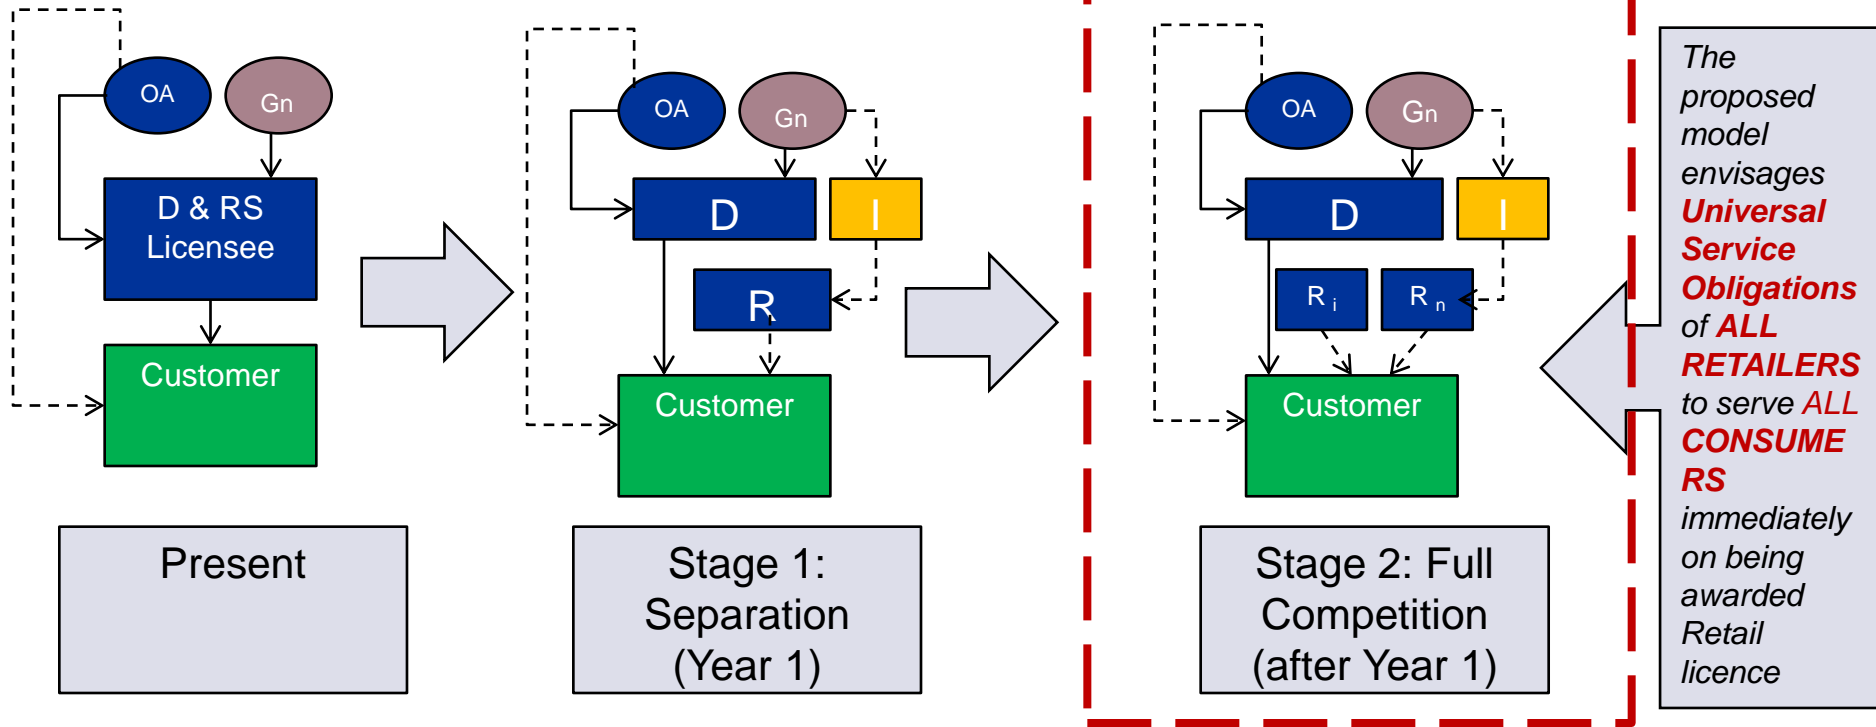 OA
Gn
D & RS
Licensee
Customer
Present
OA
Gn
D
I
R
Customer
Stage 1:
Separation
(Year 1)
OA
Gn
D
I
R i
R n
Customer
Stage 2: Full
Competition
(after Year 1)
The
proposed
model
envisages
Universal
Service
Obligations
of ALL
RETAILERS
to serve ALL
CONSUME
RS
immediately
on being
awarded
Retail
licence